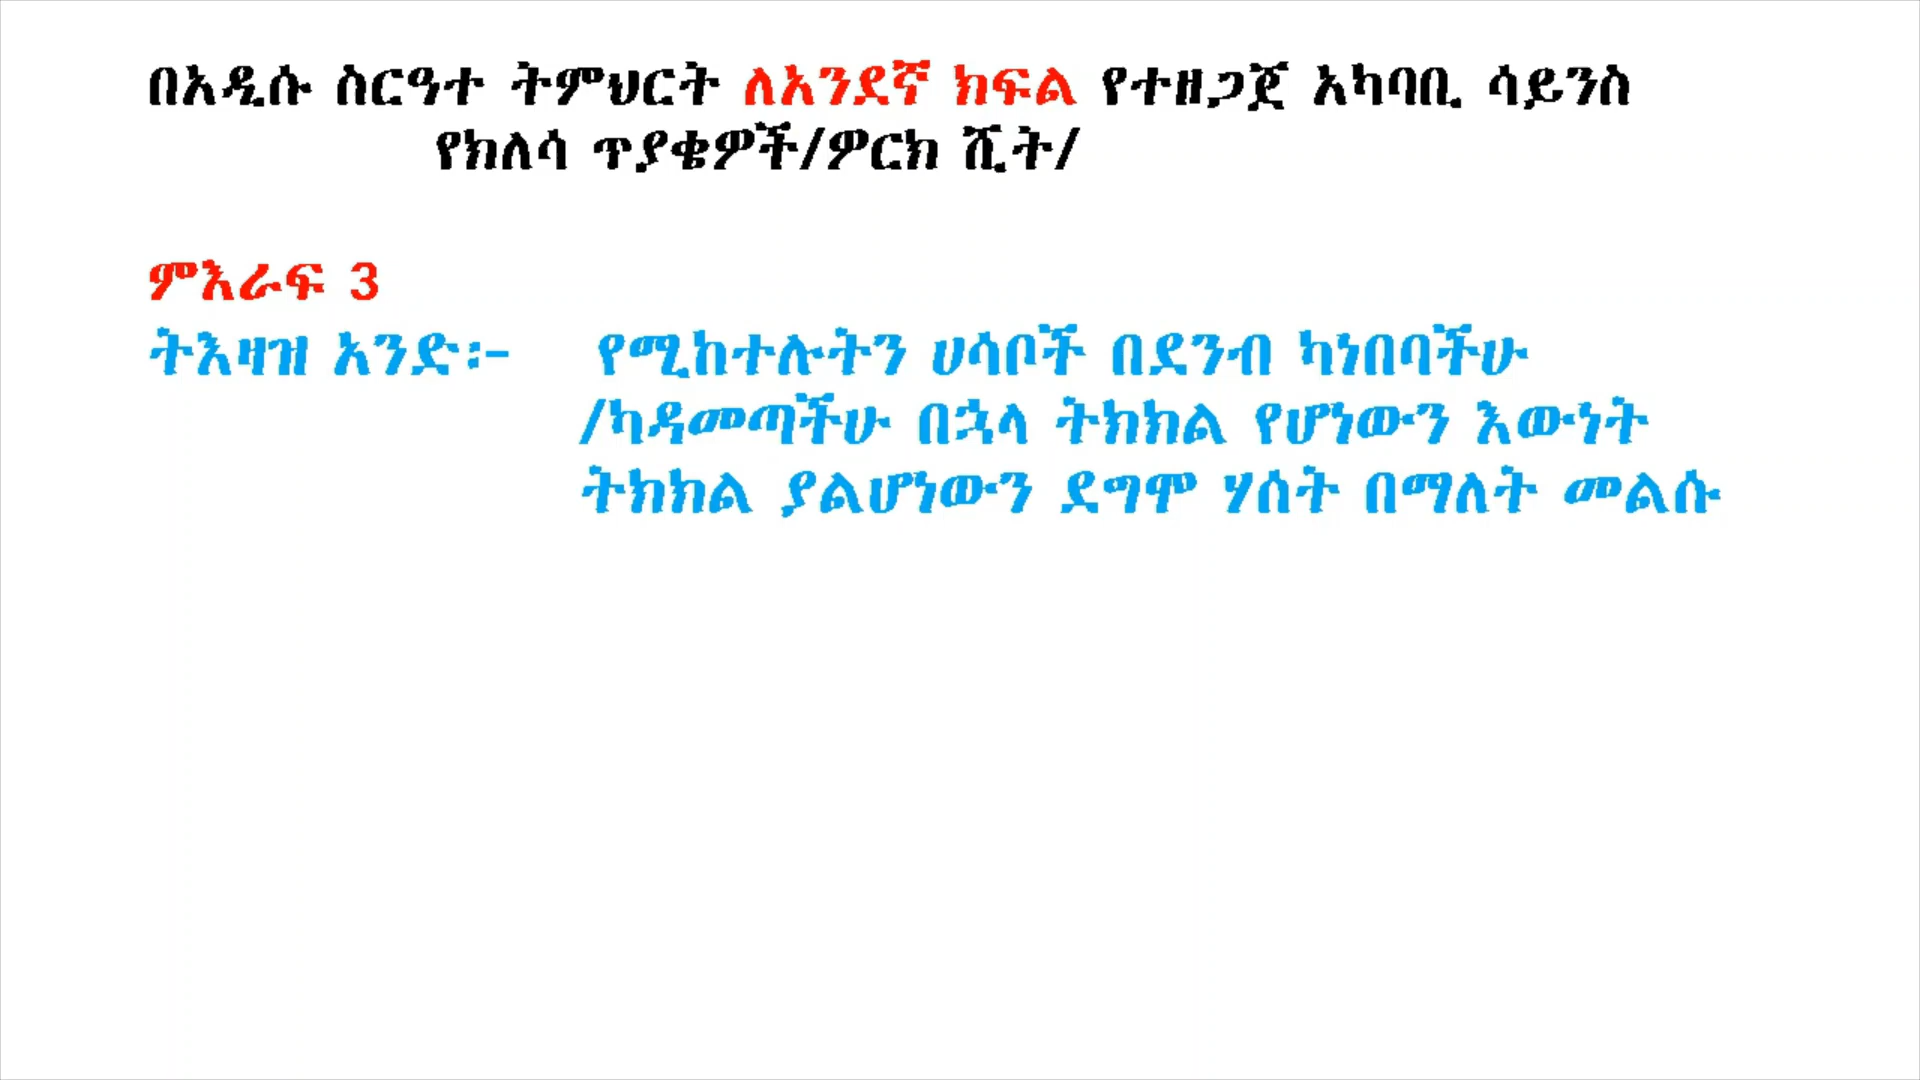 በአዲሱ ስርዓተ ትምህርት ለአንደኛ ክፍል የተዘጋጀ አካባቢ ሳይንስ
የክለሳ ጥያቄዎች/ዎርክ ሺት/
ምእራፍ 3
ትእዛዝ አንድ፡- የሚከተሉትን ሀሳቦች በደንብ ካነበባችሁ
/ካዳመጣችሁ በኋላ ትክክል የሆነውን እውነት
ትክክል ያልሆነውን ደግሞ ሃሰት በማለት መልሱ